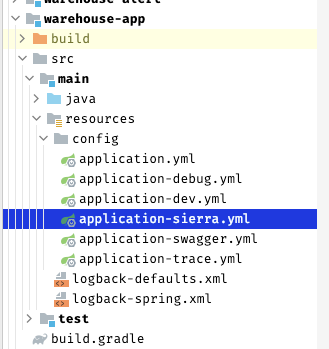 warehouse-alert
warehouse-app
build
src
main
java
resources
config
application.yml
application-debug.yml
application-dev.yml
application-sierra.yml
application-swagger.yml
application-trace.yml
logback-defaults.xml
logback-spring.xml
test
build.gradle